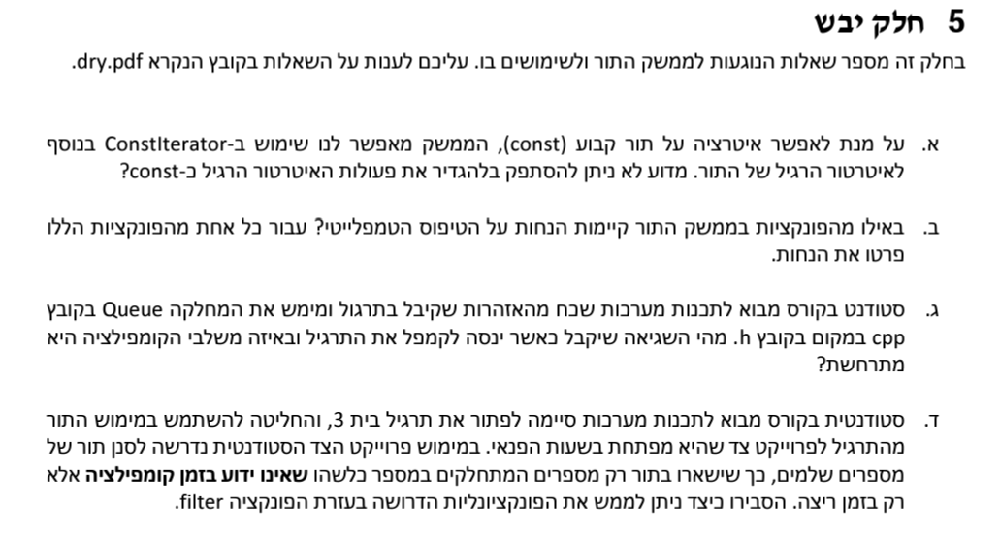 5 חלק יבש
בחלק זה מספר שאלות הנוגעות לממשק התור ולשימושים בו. עליכם לענות על השאלות בקובץ הנקרא dry.pdf.
א. על מנת לאפשר איטרציה על תור קבוע (const), הממשק מאפשר לנו שימוש ב-ConstIterator בנוסף
לאיטרטור הרגיל של התור. מדוע לא ניתן להסתפק בלהגדיר את פעולות האיטרטור הרגיל כ-const?
ב. באילו מהפונקציות בממשק התור קיימות הנחות על הטיפוס הטמפלייטי? עבור כל אחת מהפונקציות הללו
פרטו את הנחות.
ג. סטודנט בקורס מבוא לתכנות מערכות שכח מהאזהרות שקיבל בתרגול ומימש את המחלקה Queue בקובץ
cpp במקום בקובץ h. מהי השגיאה שיקבל כאשר ינסה לקמפל את התרגיל ובאיזה משלבי הקומפילציה היא
מתרחשת?
ד. סטודנטית בקורס מבוא לתכנות מערכות סיימה לפתור את תרגיל בית 3, והחליטה להשתמש במימוש התור
מהתרגיל לפרוייקט צד שהיא מפתחת בשעות הפנאי. במימוש פרוייקט הצד הסטודנטית נדרשה לסנן תור של
מספרים שלמים, כך שישארו בתור רק מספרים המתחלקים במספר כלשהו שאינו ידוע בזמן קומפילציה אלא
רק בזמן ריצה. הסבירו כיצד ניתן לממש את הפונקציונליות הדרושה בעזרת הפונקציה filter.